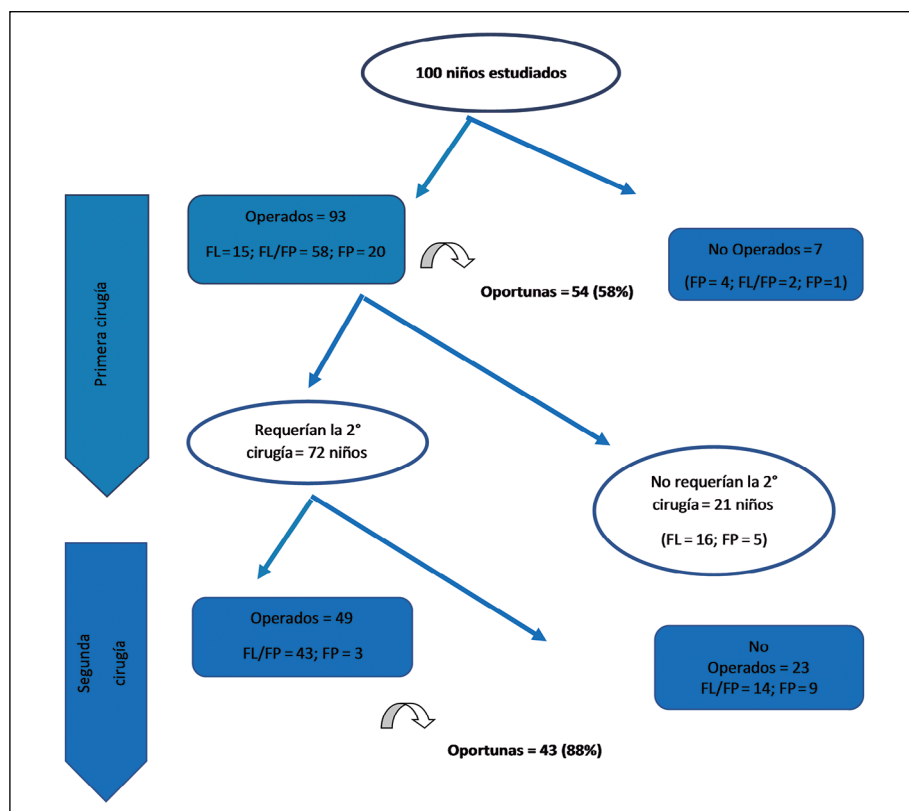 100 niños estudiados
Primera cirugía
Operados = 93
FL = 15; FL/FP = 58; FP = 20
No Operados = 7
(FP = 4; FL/FP = 2; FP = 1)
Oportunas = 54 (58%)
Requerían la 2°
cirugía = 72 niños
No requerían la 2°
cirugía = 21 niños
(FL = 16; FP = 5)
Segunda
cirugía
Operados = 49
FL/FP = 43; FP = 3
No
Operados = 23
FL/FP = 14; FP = 9
Oportunas = 43 (88%)